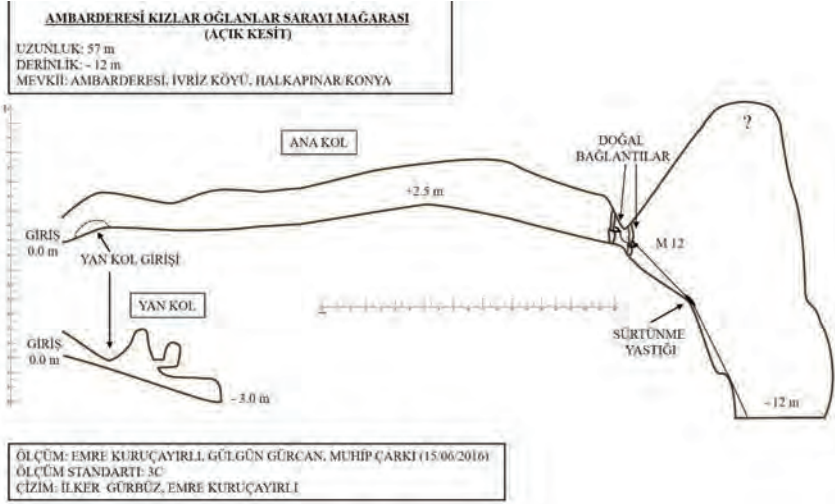 AMBARDERESİ KIZLAR OĞLANLAR SARAYI MAĞARASI
(AÇIK KESİT)
UZUNLUK: 57 m
DERİNLİK: - 12 m
MEVKİİ: AMBARDERESİ, İVRİZ KÖYÜ, HALKAPINAR/KONYA
ANA KOL
DOĞAL
BAĞLANTILAR
?
+2.5 m
GİRİŞ
0.0 m
M 12
YAN KOL GİRİŞİ
YAN KOL
GİRİŞ
0.0 m
SÜRTÜNME
YASTIĞI
- 3.0 m
-12 m
ÖLÇÜM: EMRE KURUÇAYIRLI, GÜLGÜN GÜRCAN, MUHİP ÇARKI (15/06/2016)
ÖLÇÜM STANDARTI: 3C
ÇİZİM: İLKER GÜRBÜZ, EMRE KURUÇAYIRLI